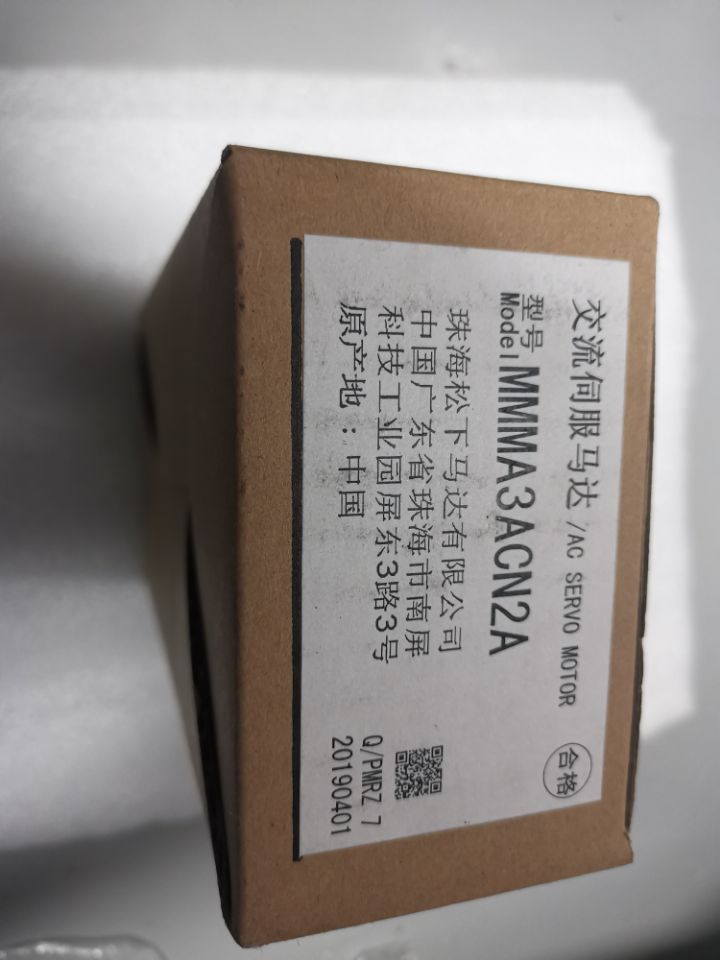 交流伺服马达 /AC SERVO MOTOR
合格
型号
Model MMMA3ACN2A
珠海松下马达有限公司
中国广东省珠海市南屏
科技工业园屏东3路3号
原产地：中国
Q/PMRZ 7
20190401